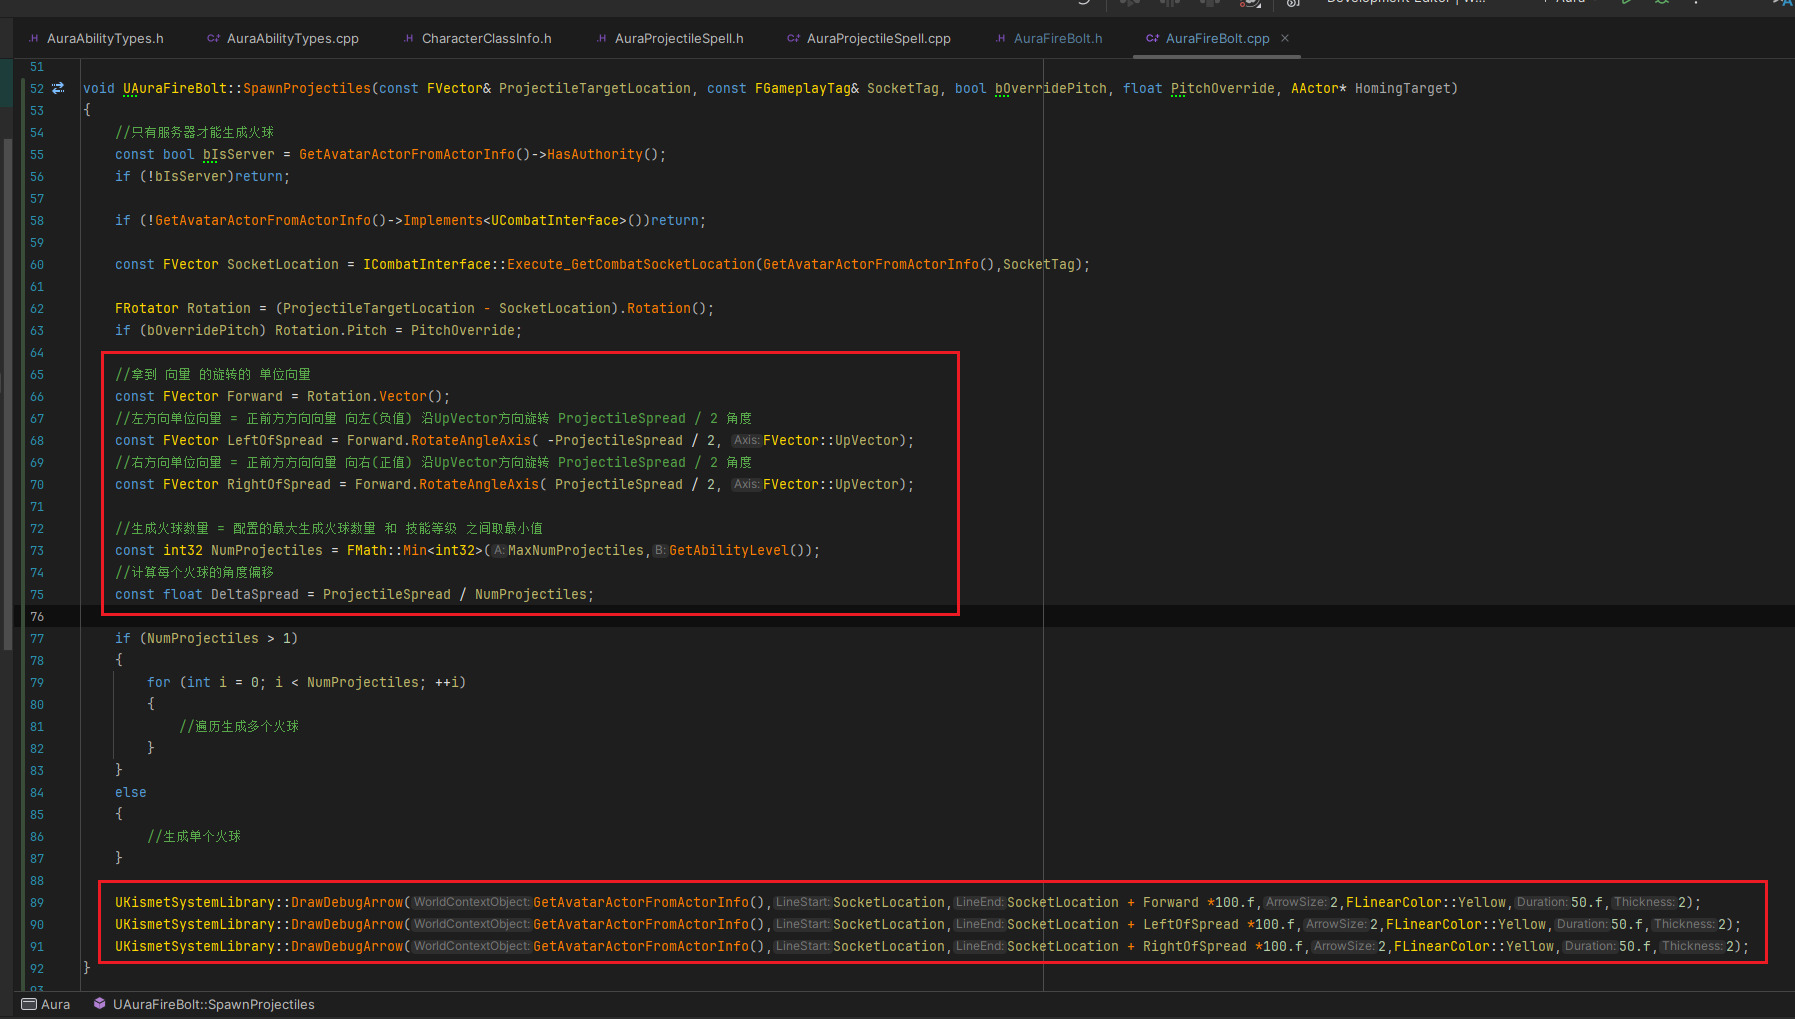 AuraAbilityTypes.h AuraAbilityTypes.cpp CharacterClassInfo.h AuraProjectileSpell.h AuraProjectileSpell.cpp AuraFireBolt.h AuraFireBolt.cpp
51
52 void UAuraFireBolt::SpawnProjectiles(const FVector& ProjectileTargetLocation, const FGameplayTag& SocketTag, bool bOverridePitch, float PitchOverride, AActor* HomingTarget)
53 {
54 //只有服务器才能生成火球
55 const bool bIsServer = GetAvatarActorFromActorInfo()->HasAuthority();
56 if (!bIsServer)return;
57
58 if (!GetAvatarActorFromActorInfo()->Implements<UCombatInterface>())return;
59
60 const FVector SocketLocation = ICombatInterface::Execute_GetCombatSocketLocation(GetAvatarActorFromActorInfo(),SocketTag);
61
62 FRotator Rotation = (ProjectileTargetLocation - SocketLocation).Rotation();
63 if (bOverridePitch) Rotation.Pitch = PitchOverride;
64
65 //拿到 向量 的旋转的 单位向量
66 const FVector Forward = Rotation.Vector();
67 //左方向单位向量 = 正前方方向向量 向左(负值) 沿UpVector方向旋转 ProjectileSpread / 2 角度
68 const FVector LeftOfSpread = Forward.RotateAngleAxis( -ProjectileSpread / 2, Axis: FVector::UpVector);
69 //右方向单位向量 = 正前方方向向量 向右(正值) 沿UpVector方向旋转 ProjectileSpread / 2 角度
70 const FVector RightOfSpread = Forward.RotateAngleAxis( ProjectileSpread / 2, Axis: FVector::UpVector);
71
72 //生成火球数量 = 配置的最大生成火球数量 和 技能等级 之间取最小值
73 const int32 NumProjectiles = FMath::Min<int32>( A: MaxNumProjectiles, B: GetAbilityLevel());
74 //计算每个火球的角度偏移
75 const float DeltaSpread = ProjectileSpread / NumProjectiles;
76
77 if (NumProjectiles > 1)
78 {
79 for (int i = 0; i < NumProjectiles; ++i)
80 {
81 //遍历生成多个火球
82 }
83 }
84 else
85 {
86 //生成单个火球
87 }
88
89 UKismetSystemLibrary::DrawDebugArrow( WorldContextObject: GetAvatarActorFromActorInfo(), LineStart: SocketLocation, LineEnd: SocketLocation + Forward *100.f, ArrowSize: 2,FLinearColor::Yellow, Duration: 50.f, Thickness: 2);
90 UKismetSystemLibrary::DrawDebugArrow( WorldContextObject: GetAvatarActorFromActorInfo(), LineStart: SocketLocation, LineEnd: SocketLocation + LeftOfSpread *100.f, ArrowSize: 2,FLinearColor::Yellow, Duration: 50.f, Thickness: 2);
91 UKismetSystemLibrary::DrawDebugArrow( WorldContextObject: GetAvatarActorFromActorInfo(), LineStart: SocketLocation, LineEnd: SocketLocation + RightOfSpread *100.f, ArrowSize: 2,FLinearColor::Yellow, Duration: 50.f, Thickness: 2);
92 }
93
Aura UAuraFireBolt::SpawnProjectiles